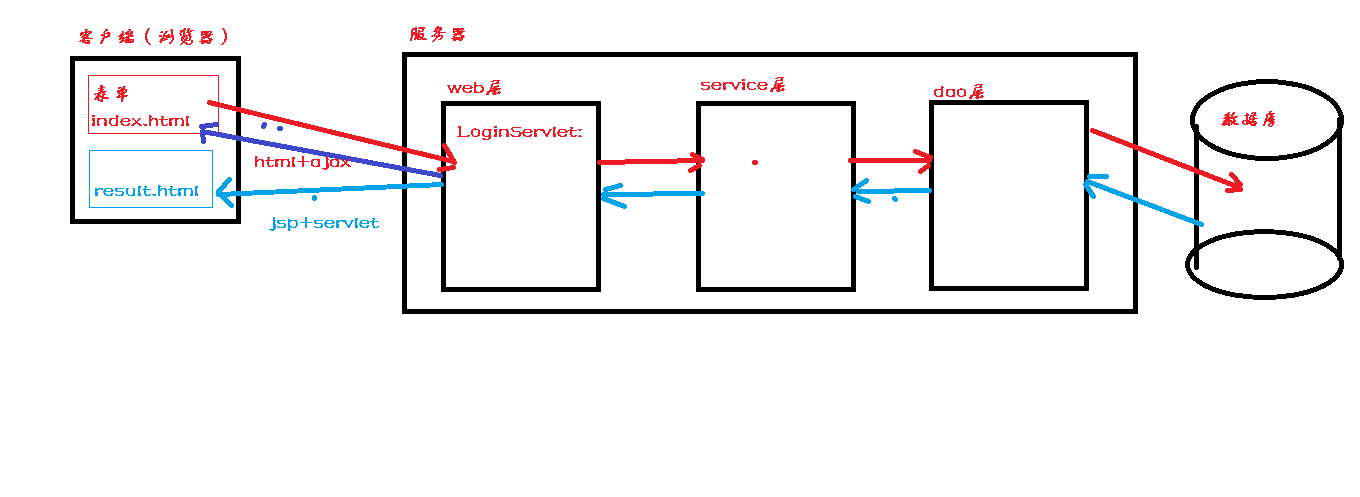 客户端（浏览器）
服务器
表单
index.html
result.html
html+ajax
jsp+servlet
web层
LoginServlet:
service层
dao层
数据库